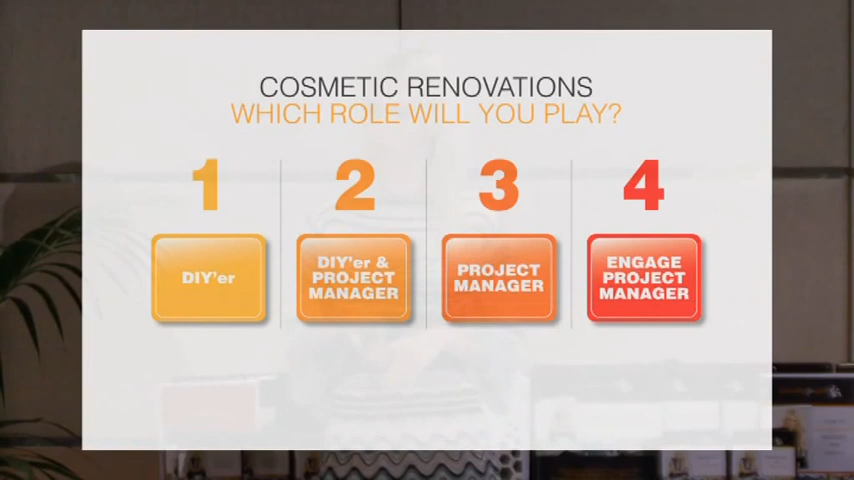 COSMETIC RENOVATIONS
WHICH ROLE WILL YOU PLAY?
1
2
3
4
DIY'er
DIY'er &
PROJECT
MANAGER
PROJECT
MANAGER
ENGAGE
PROJECT
MANAGER